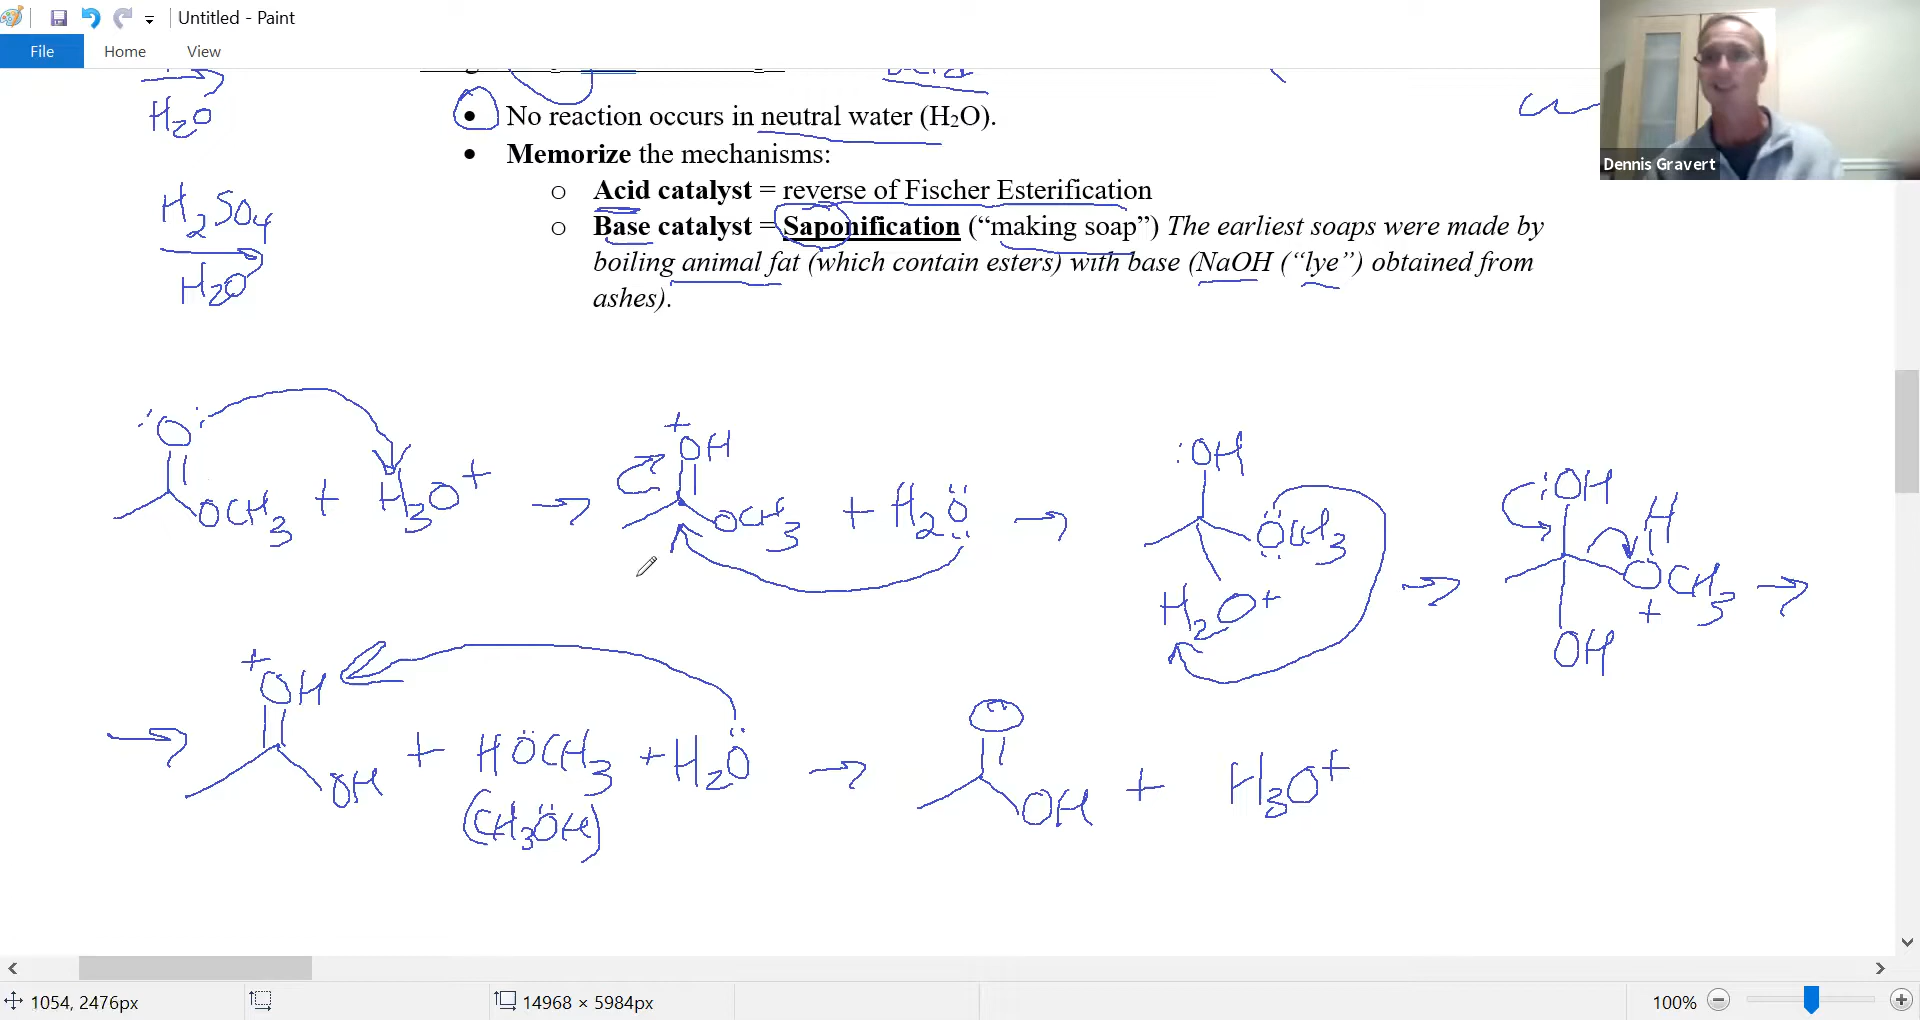 Untitled - Paint
File Home View
H₂O
No reaction occurs in neutral water (H₂O).
Memorize the mechanisms:
H₂SO₄
H₂O
Acid catalyst = reverse of Fischer Esterification
Base catalyst = Saponification (“making soap”) The earliest soaps were made by
boiling animal fat (which contain esters) with base (NaOH (“lye”) obtained from
ashes).
Dennis Gravert
O OCH₃ + H₃O⁺ → ⁺OH OCH₃ + H₂O → OH OCH₃ H₂O⁺ → OH H OCH₃ + OH →
→ ⁺OH OH + HOCH₃ + H₂O → O OH + H₃O⁺
(CH₃OH)
1054, 2476px 14968 × 5984px 100%